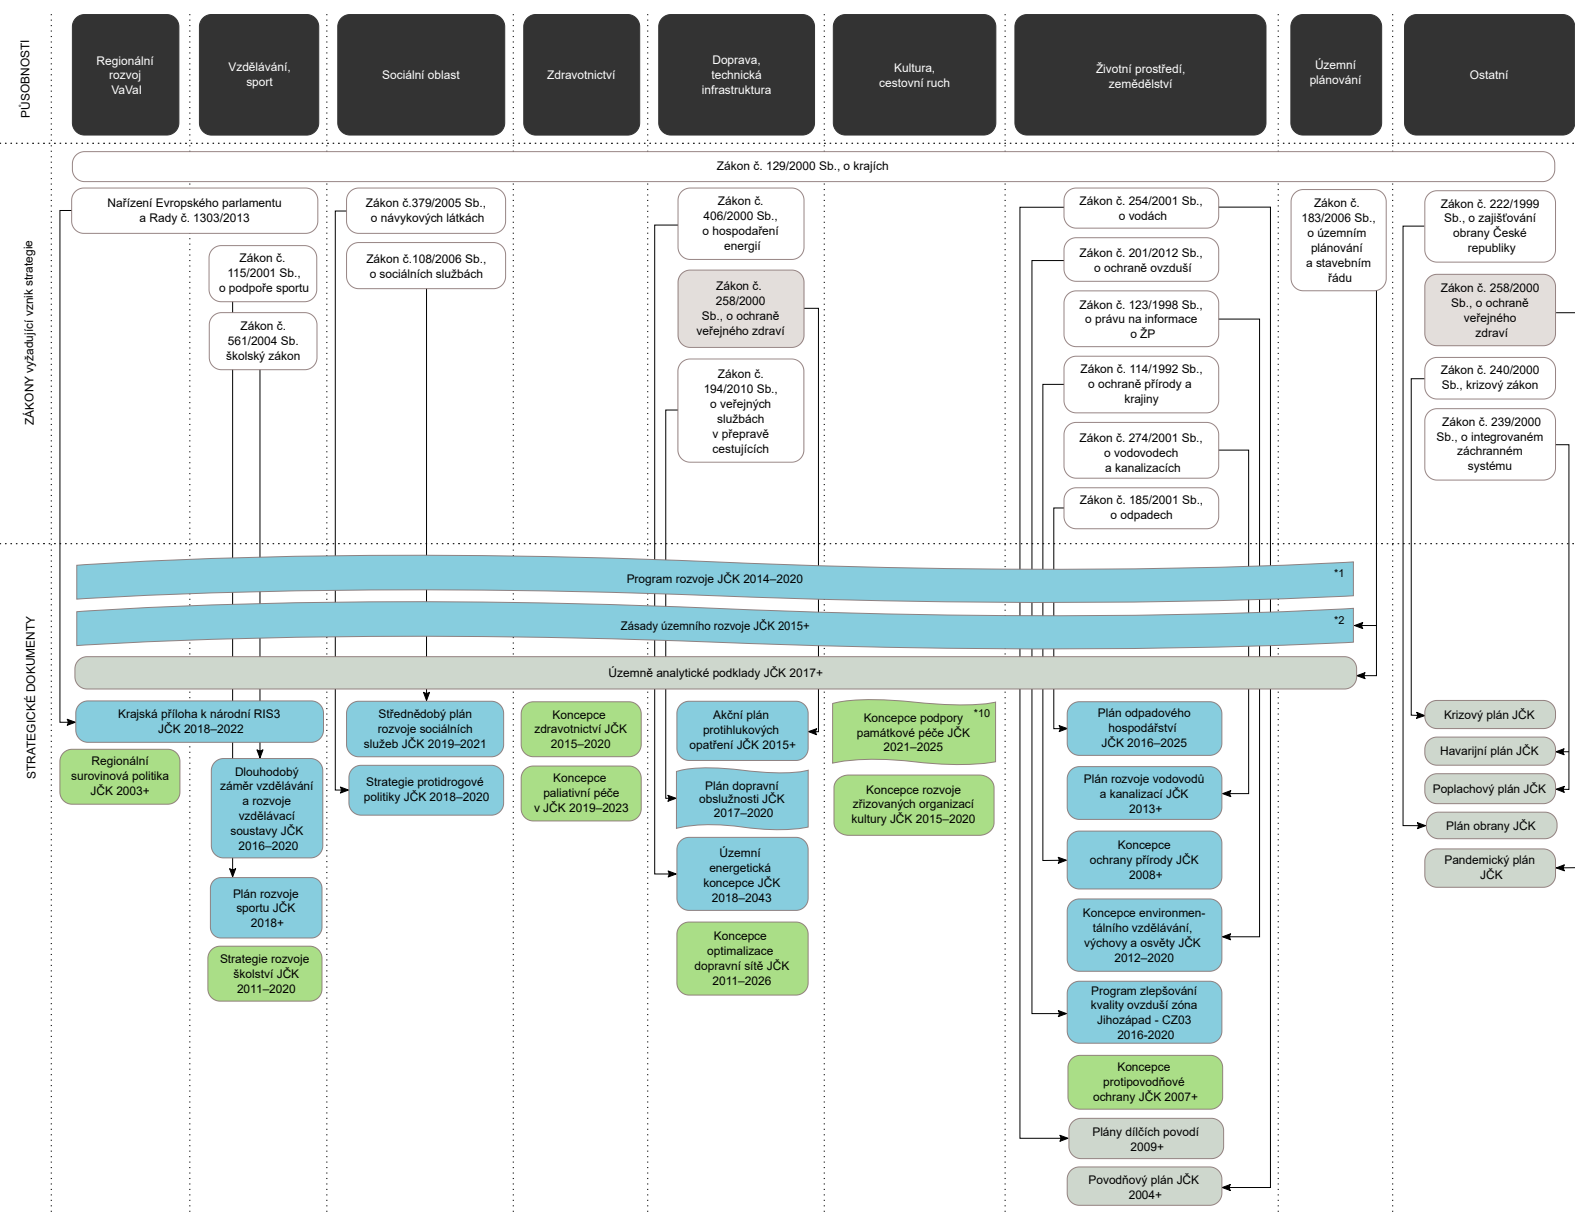 PŮSOBNOSTI
Regionální
rozvoj
VaVaI
Vzdělávání,
sport
Sociální oblast
Zdravotnictví
Doprava,
technická
infrastruktura
Kultura,
cestovní ruch
Životní prostředí,
zemědělství
Územní
plánování
Ostatní
ZÁKONY vyžadující vznik strategie
Zákon č. 129/2000 Sb., o krajích
Nařízení Evropského parlamentu
a Rady č. 1303/2013
Zákon č.
115/2001 Sb.,
o podpoře sportu
Zákon č.
561/2004 Sb.
školský zákon
Zákon č.379/2005 Sb.,
o návykových látkách
Zákon č.108/2006 Sb.,
o sociálních službách
Zákon č.
406/2000 Sb.,
o hospodaření
energií
Zákon č.
258/2000
Sb., o ochraně
veřejného zdraví
Zákon č.
194/2010 Sb.,
o veřejných
službách
v přepravě
cestujících
Zákon č. 254/2001 Sb.,
o vodách
Zákon č. 201/2012 Sb.,
o ochraně ovzduší
Zákon č. 123/1998 Sb.,
o právu na informace
o ŽP
Zákon č. 114/1992 Sb.,
o ochraně přírody a
krajiny
Zákon č. 274/2001 Sb.,
o vodovodech
a kanalizacích
Zákon č. 185/2001 Sb.,
o odpadech
Zákon č.
183/2006 Sb.,
o územním
plánování
a stavebním
řádu
Zákon č. 222/1999
Sb., o zajišťování
obrany České
republiky
Zákon č. 258/2000
Sb., o ochraně
veřejného
zdraví
Zákon č. 240/2000
Sb., krizový zákon
Zákon č. 239/2000
Sb., o integrovaném
záchranném
systému
STRATEGICKÉ DOKUMENTY
Program rozvoje JČK 2014–2020
*1
Zásady územního rozvoje JČK 2015+
*2
Územně analytické podklady JČK 2017+
Krajská příloha k národní RIS3
JČK 2018–2022
Regionální
surovinová politika
JČK 2003+
Dlouhodobý
záměr vzdělávání
a rozvoje
vzdělávací
soustavy JČK
2016–2020
Plán rozvoje
sportu JČK
2018+
Strategie rozvoje
školství JČK
2011–2020
Střednědobý plán
rozvoje sociálních
služeb JČK 2019–2021
Strategie protidrogové
politiky JČK 2018–2020
Koncepce
zdravotnictví JČK
2015–2020
Koncepce
paliativní péče
v JČK 2019–2023
Akční plán
protihlukových
opatření JČK 2015+
Plán dopravní
obslužnosti JČK
2017–2020
Územní
energetická
koncepce JČK
2018–2043
Koncepce
optimalizace
dopravní sítě JČK
2011–2026
*10
Koncepce podpory
památkové péče JČK
2021–2025
Koncepce rozvoje
zřizovaných organizací
kultury JČK 2015–2020
Plán odpadového
hospodářství
JČK 2016–2025
Plán rozvoje vodovodů
a kanalizací JČK
2013+
Koncepce
ochrany přírody JČK
2008+
Koncepce environmen-
tálního vzdělávání,
výchovy a osvěty JČK
2012–2020
Program zlepšování
kvality ovzduší zóna
Jihozápad - CZ03
2016-2020
Koncepce
protipovodňové
ochrany JČK 2007+
Plány dílčích povodí
2009+
Povodňový plán JČK
2004+
Krizový plán JČK
Havarijní plán JČK
Poplachový plán JČK
Plán obrany JČK
Pandemický plán
JČK